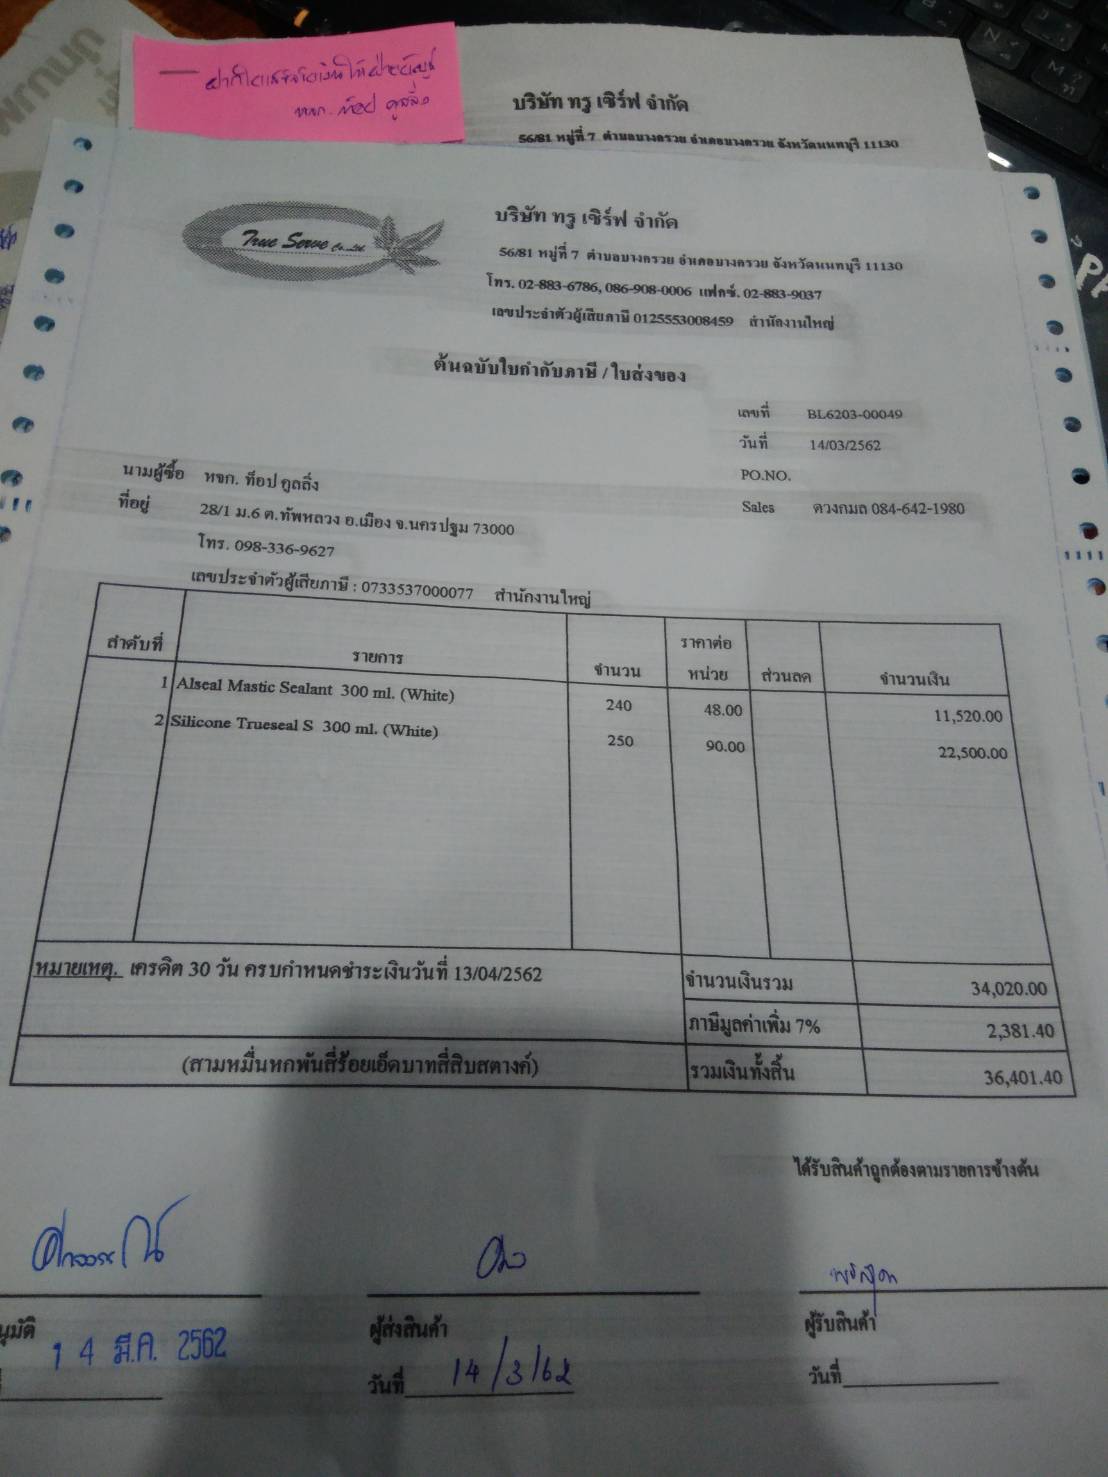 ฝากใบแจ้งจ่ายเงินให้ฝ่ายบัญชี
หจก. ท็อป คูลลิ่ง
บริษัท ทรู เซิร์ฟ จำกัด
56/81 หมู่ที่ 7 ตำบลบางกรวย อำเภอบางกรวย จังหวัดนนทบุรี 11130
True Serve Co.,Ltd.
บริษัท ทรู เซิร์ฟ จำกัด
56/81 หมู่ที่ 7 ตำบลบางกรวย อำเภอบางกรวย จังหวัดนนทบุรี 11130
โทร. 02-883-6786, 086-908-0006 แฟกซ์. 02-883-9037
เลขประจำตัวผู้เสียภาษี 0125553008459 สำนักงานใหญ่
ต้นฉบับใบกำกับภาษี / ใบส่งของ
เลขที่ BL6203-00049
วันที่ 14/03/2562
PO.NO.
Sales ดวงกมล 084-642-1980
นามผู้ซื้อ หจก. ท็อป คูลลิ่ง
ที่อยู่ 28/1 ม.6 ต.ทัพหลวง อ.เมือง จ.นครปฐม 73000
โทร. 098-336-9627
เลขประจำตัวผู้เสียภาษี : 0733537000077 สำนักงานใหญ่
ลำดับที่ รายการ จำนวน ราคาต่อหน่วย ส่วนลด จำนวนเงิน
1 Alseal Mastic Sealant 300 ml. (White) 240 48.00 11,520.00
2 Silicone Trueseal S 300 ml. (White) 250 90.00 22,500.00
หมายเหตุ. เครดิต 30 วัน ครบกำหนดชำระเงินวันที่ 13/04/2562
จำนวนเงินรวม 34,020.00
ภาษีมูลค่าเพิ่ม 7% 2,381.40
(สามหมื่นหกพันสี่ร้อยเอ็ดบาทสี่สิบสตางค์) รวมเงินทั้งสิ้น 36,401.40
ได้รับสินค้าถูกต้องตามรายการข้างต้น
นุมัติ ผู้ส่งสินค้า ผู้รับสินค้า
14 มี.ค. 2562 วันที่ 14/3/62 วันที่